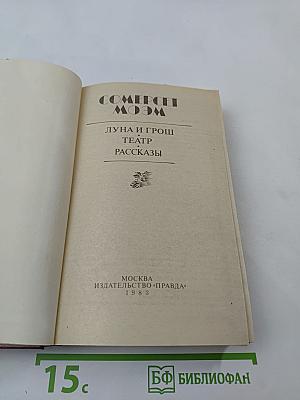 СОМЕРСЕТ
МОЭМ
ЛУНА И ГРОШ
ТЕАТР
РАССКАЗЫ
МОСКВА
ИЗДАТЕЛЬСТВО «ПРАВДА»
1983
15с
БФ БИБЛИОФАН